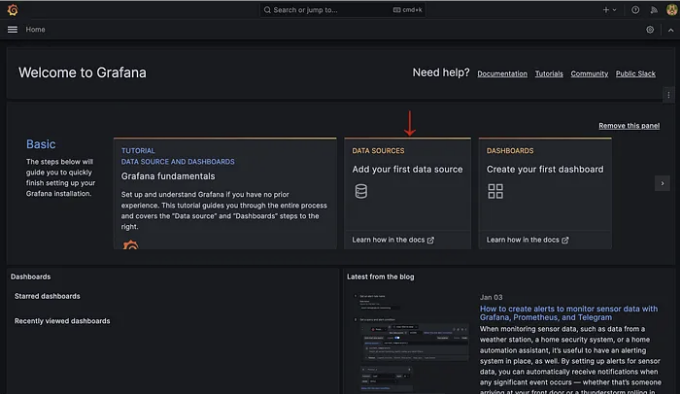 Search or jump to...
cmd+k
Home
Welcome to Grafana
Need help?
Documentation
Tutorials
Community
Public Slack
Remove this panel
Basic
The steps below will
guide you to quickly
finish setting up your
Grafana installation.
TUTORIAL
DATA SOURCE AND DASHBOARDS
Grafana fundamentals
Set up and understand Grafana if you have no prior
experience. This tutorial guides you through the entire process
and covers the "Data source" and "Dashboards" steps to the
right.
DATA SOURCES
Add your first data source
Learn how in the docs
DASHBOARDS
Create your first dashboard
Learn how in the docs
Dashboards
Starred dashboards
Recently viewed dashboards
Latest from the blog
Jan 03
How to create alerts to monitor sensor data with
Grafana, Prometheus, and Telegram
When monitoring sensor data, such as data from a
weather station, a home security system, or a home
automation assistant, it's useful to have an alerting
system in place, as well. By setting up alerts for sensor
data, you can automatically receive notifications when
any significant event occurs — whether that's someone
arriving at your front door or a thunderstorm rolling in